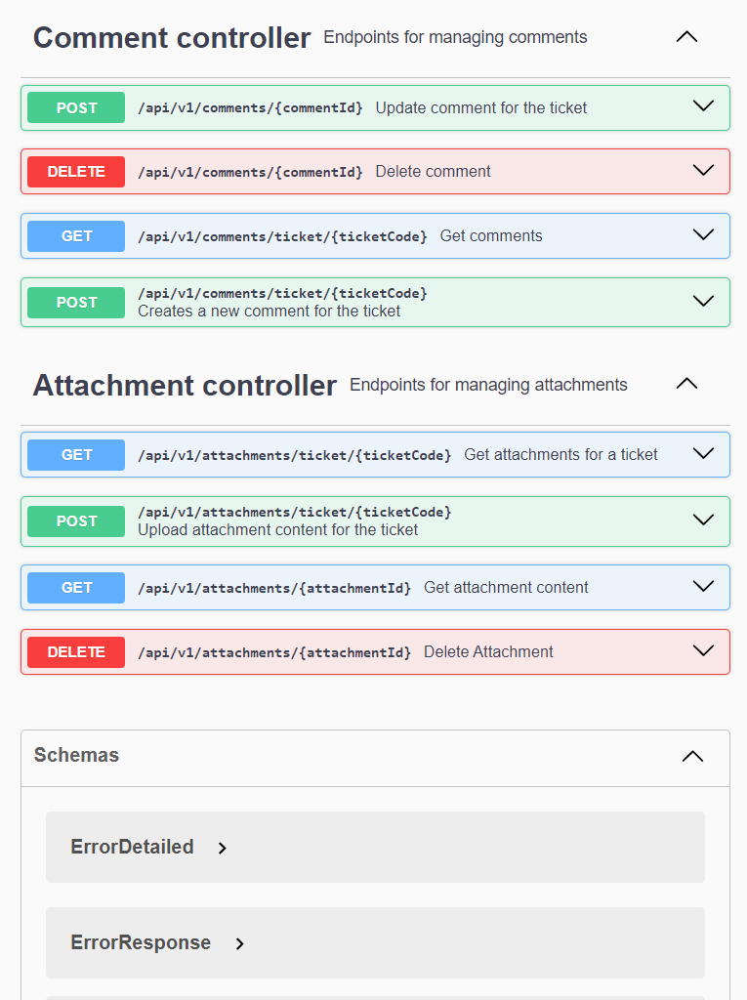 Comment controller Endpoints for managing comments
POST /api/v1/comments/{commentId} Update comment for the ticket
DELETE /api/v1/comments/{commentId} Delete comment
GET /api/v1/comments/ticket/{ticketCode} Get comments
POST /api/v1/comments/ticket/{ticketCode}
Creates a new comment for the ticket
Attachment controller Endpoints for managing attachments
GET /api/v1/attachments/ticket/{ticketCode} Get attachments for a ticket
POST /api/v1/attachments/ticket/{ticketCode}
Upload attachment content for the ticket
GET /api/v1/attachments/{attachmentId} Get attachment content
DELETE /api/v1/attachments/{attachmentId} Delete Attachment
Schemas
ErrorDetailed
ErrorResponse